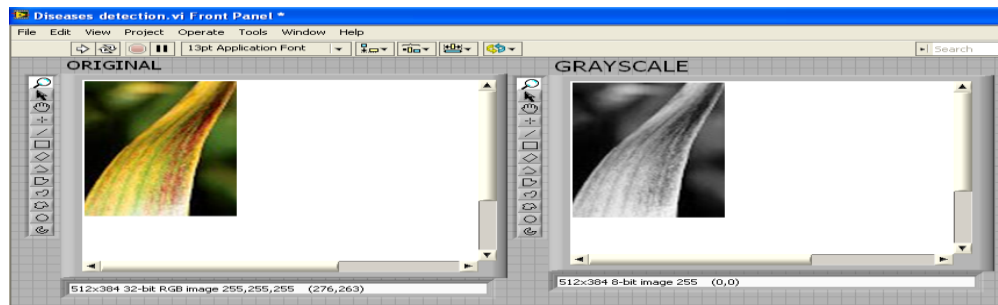 Diseases detection.vi Front Panel *
File Edit View Project Operate Tools Window Help
13pt Application Font
Search
ORIGINAL
GRAYSCALE
512x384 32-bit RGB image 255,255,255 (276,263)
512x384 8-bit image 255 (0,0)